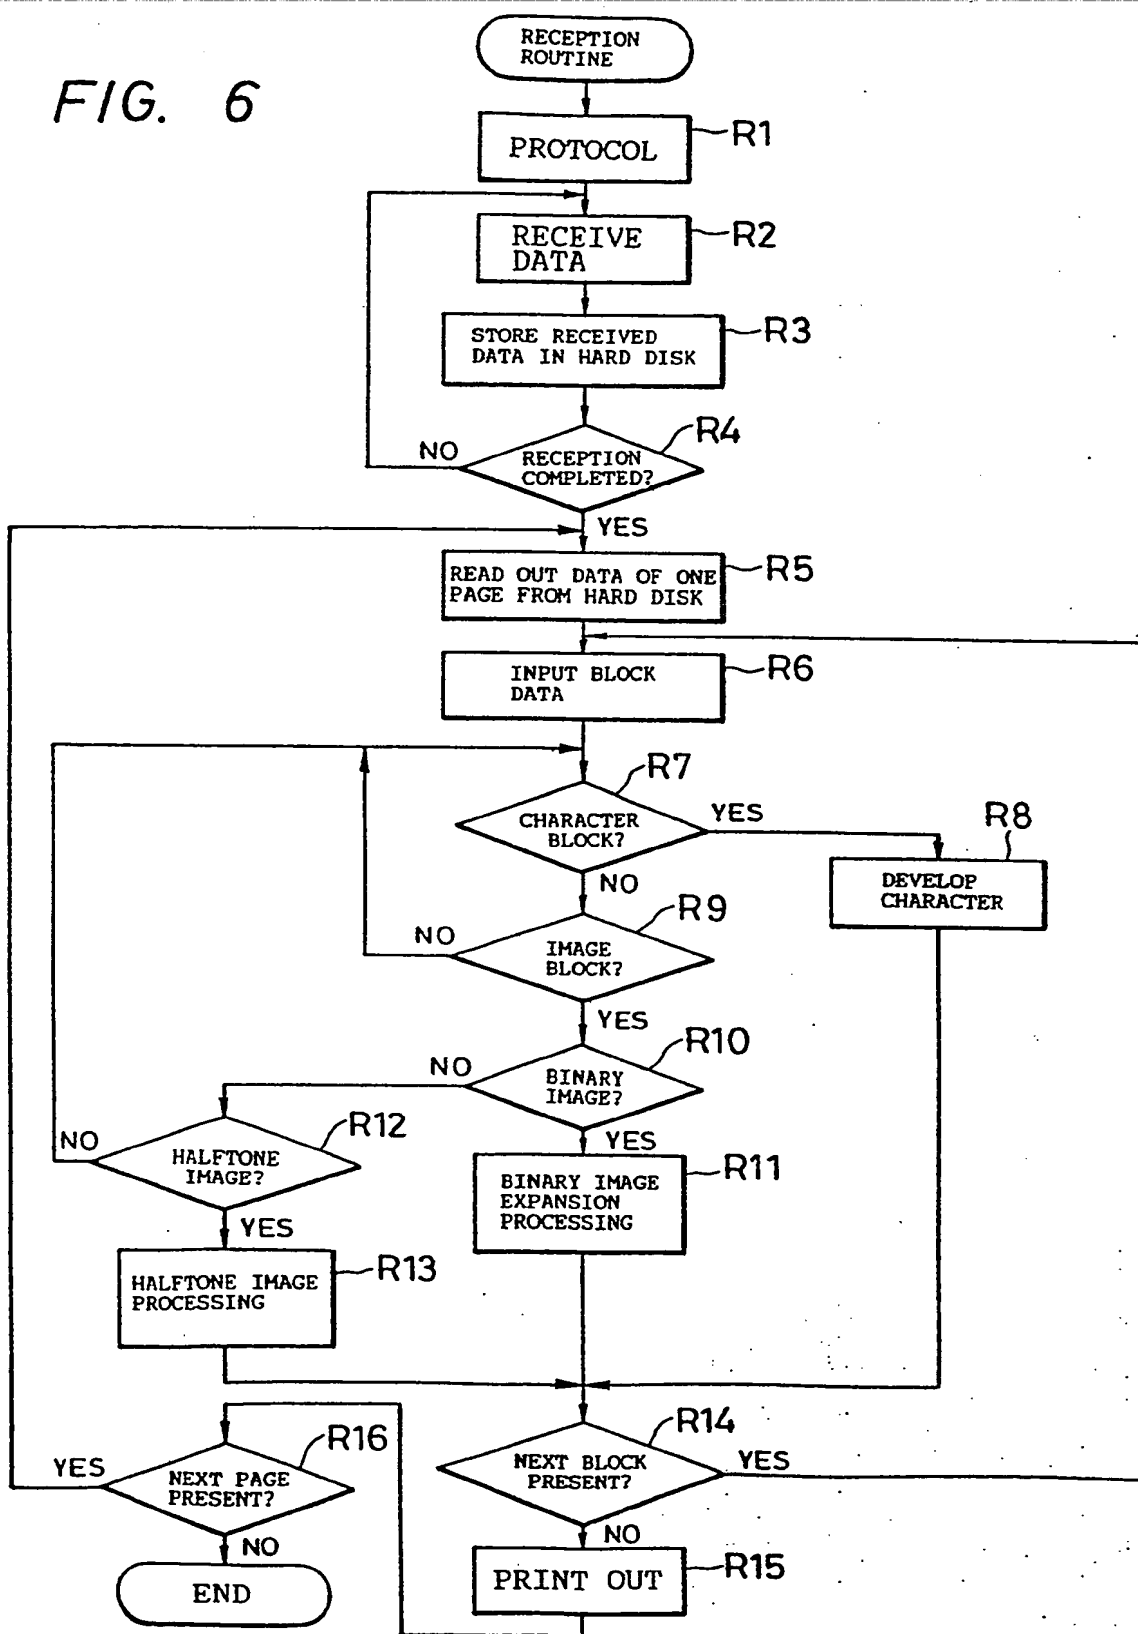 FIG. 6
RECEPTION
ROUTINE
PROTOCOL
R1
RECEIVE
DATA
R2
STORE RECEIVED
DATA IN HARD DISK
R3
RECEPTION
COMPLETED?
R4
NO
YES
READ OUT DATA OF ONE
PAGE FROM HARD DISK
R5
INPUT BLOCK
DATA
R6
CHARACTER
BLOCK?
R7
YES
NO
DEVELOP
CHARACTER
R8
IMAGE
BLOCK?
R9
NO
YES
BINARY
IMAGE?
R10
NO
YES
HALFTONE
IMAGE?
R12
NO
YES
BINARY IMAGE
EXPANSION
PROCESSING
R11
HALFTONE IMAGE
PROCESSING
R13
NEXT BLOCK
PRESENT?
R14
YES
NO
NEXT PAGE
PRESENT?
R16
YES
NO
PRINT OUT
R15
END